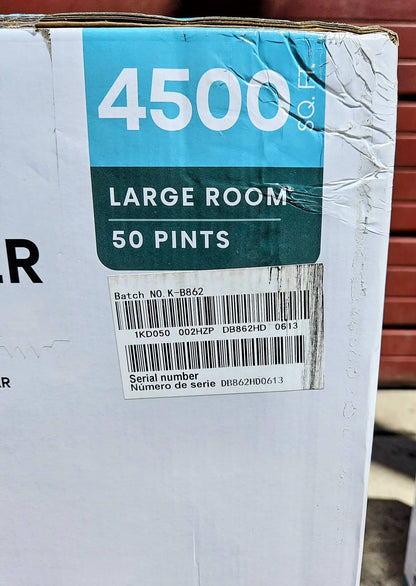 4500 SQ. FT.
LARGE ROOM
50 PINTS
R
Batch NO. K-B862
1KD050 002HZP DB862HD 0613
AR
Serial number
Número de serie DB862HD0613